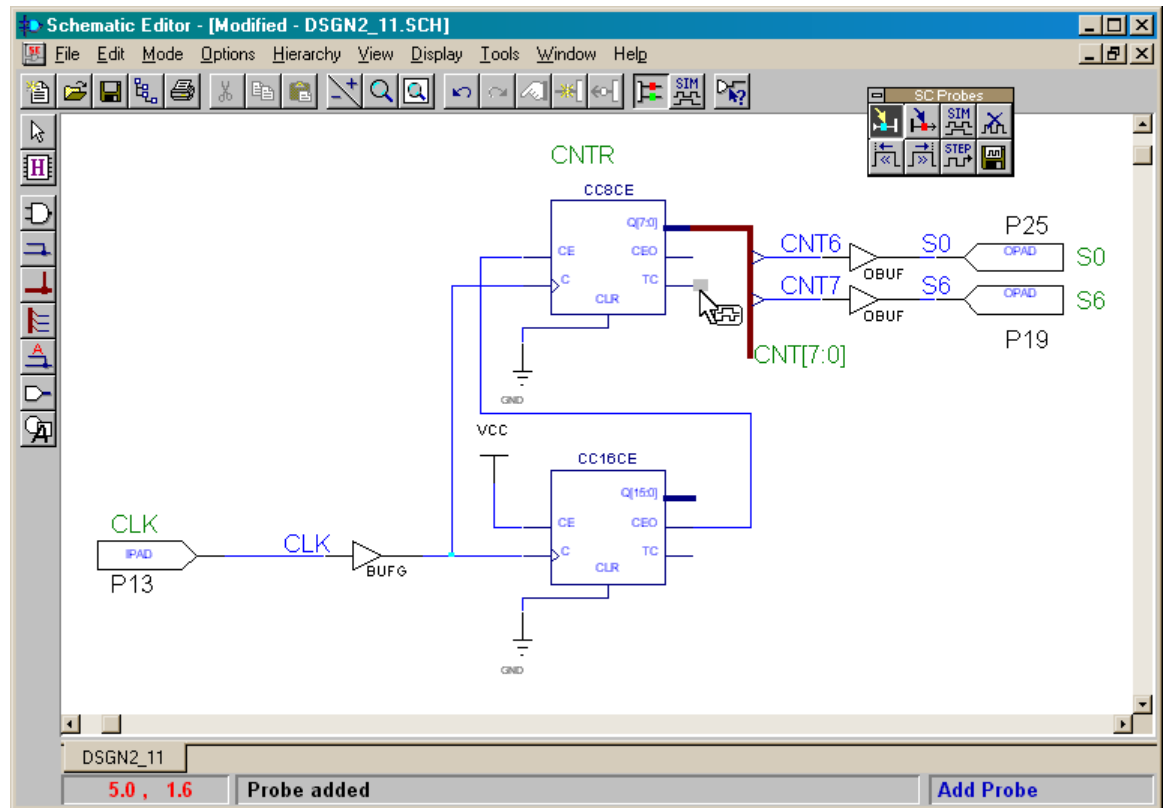 Schematic Editor - [Modified - DSGN2_11.SCH]
File Edit Mode Options Hierarchy View Display Tools Window Help
SIM
SC Probes
SIM
STEP
H
A
A
CNTR
CC8CE
Q[7:0]
CE
CEO
C
TC
CLR
GND
CNT6
OBUF
S0
P25
OPAD
S0
CNT7
OBUF
S6
OPAD
S6
P19
CNT[7:0]
VCC
CC16CE
Q[15:0]
CE
CEO
C
TC
CLR
GND
CLK
IPAD
P13
CLK
BUFG
DSGN2_11
5.0 , 1.6
Probe added
Add Probe